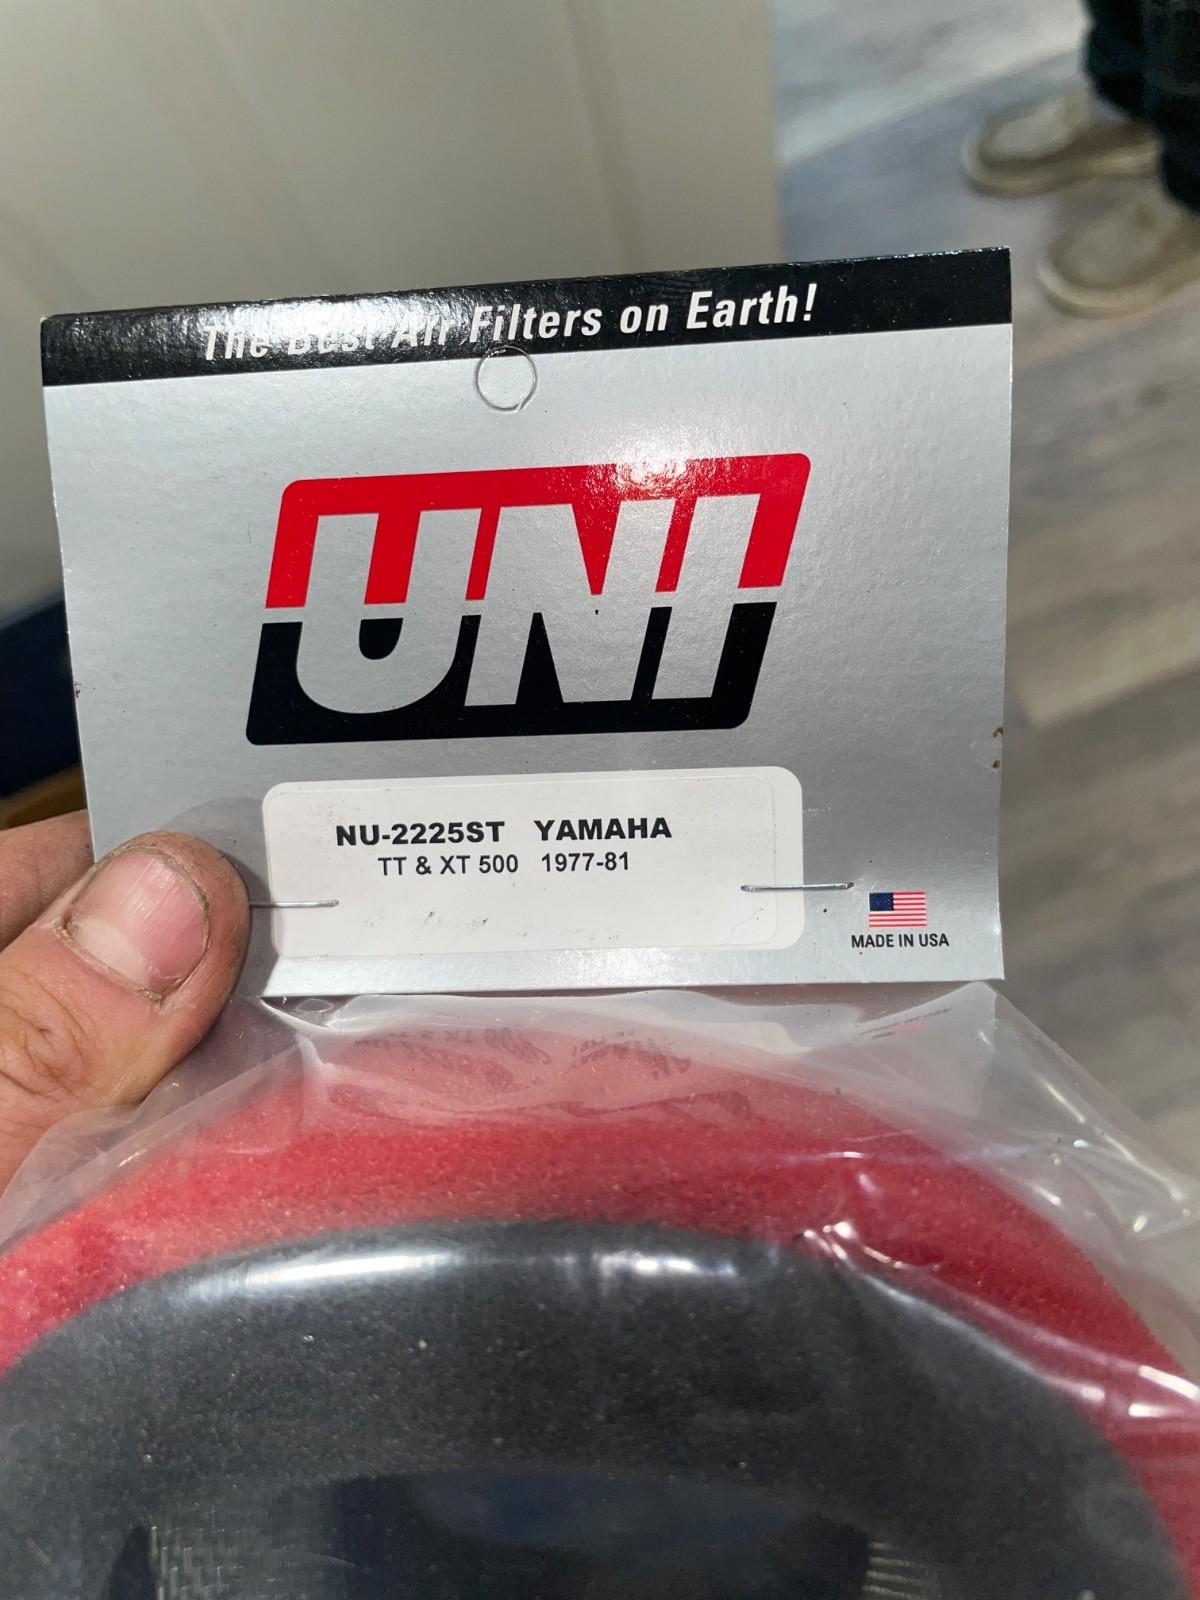 The Best Air Filters on Earth!
UNI
NU-2225ST YAMAHA
TT & XT 500 1977-81
MADE IN USA